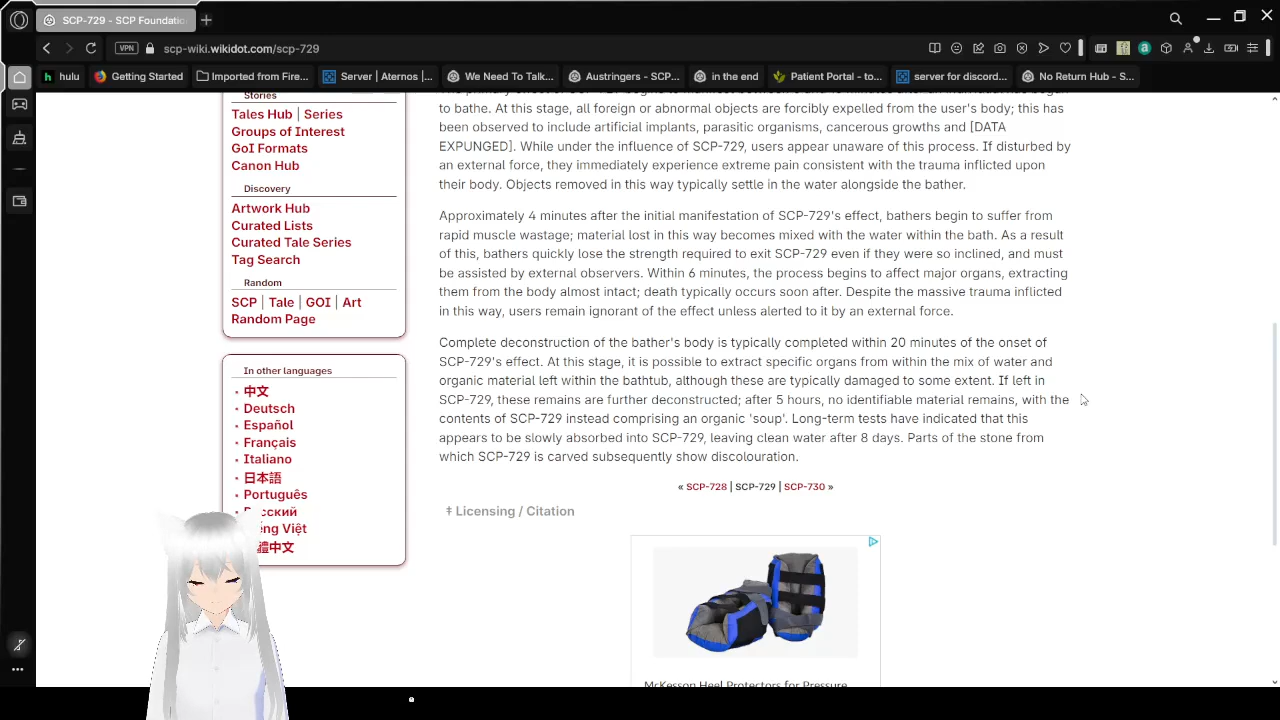 SCP-729 - SCP Foundatio
VPN
scp-wiki.wikidot.com/scp-729
hulu
Getting Started
Imported from Fire...
Server | Aternos |...
We Need To Talk...
Austringers - SCP...
in the end
Patient Portal - to...
server for discord...
No Return Hub - S...
Stories
Tales Hub | Series
Groups of Interest
GoI Formats
Canon Hub
Discovery
Artwork Hub
Curated Lists
Curated Tale Series
Tag Search
Random
SCP | Tale | GOI | Art
Random Page
In other languages
中文
Deutsch
Español
Français
Italiano
日本語
Português
Русский
ếng Việt
體中文
to bathe. At this stage, all foreign or abnormal objects are forcibly expelled from the user's body; this has
been observed to include artificial implants, parasitic organisms, cancerous growths and [DATA
EXPUNGED]. While under the influence of SCP-729, users appear unaware of this process. If disturbed by
an external force, they immediately experience extreme pain consistent with the trauma inflicted upon
their body. Objects removed in this way typically settle in the water alongside the bather.
Approximately 4 minutes after the initial manifestation of SCP-729's effect, bathers begin to suffer from
rapid muscle wastage; material lost in this way becomes mixed with the water within the bath. As a result
of this, bathers quickly lose the strength required to exit SCP-729 even if they were so inclined, and must
be assisted by external observers. Within 6 minutes, the process begins to affect major organs, extracting
them from the body almost intact; death typically occurs soon after. Despite the massive trauma inflicted
in this way, users remain ignorant of the effect unless alerted to it by an external force.
Complete deconstruction of the bather's body is typically completed within 20 minutes of the onset of
SCP-729's effect. At this stage, it is possible to extract specific organs from within the mix of water and
organic material left within the bathtub, although these are typically damaged to some extent. If left in
SCP-729, these remains are further deconstructed; after 5 hours, no identifiable material remains, with the
contents of SCP-729 instead comprising an organic 'soup'. Long-term tests have indicated that this
appears to be slowly absorbed into SCP-729, leaving clean water after 8 days. Parts of the stone from
which SCP-729 is carved subsequently show discolouration.
« SCP-728 | SCP-729 | SCP-730 »
‡ Licensing / Citation
McKesson Heel Protectors for Pressure